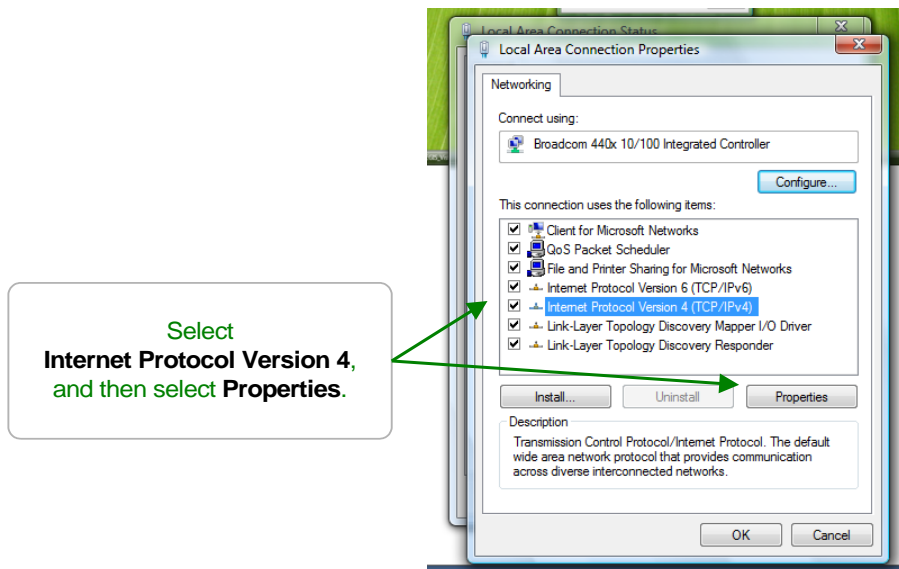 Local Area Connection Status
Local Area Connection Properties
Networking
Connect using:
Broadcom 440x 10/100 Integrated Controller
Configure...
This connection uses the following items:
Client for Microsoft Networks
QoS Packet Scheduler
File and Printer Sharing for Microsoft Networks
Internet Protocol Version 6 (TCP/IPv6)
Internet Protocol Version 4 (TCP/IPv4)
Link-Layer Topology Discovery Mapper I/O Driver
Link-Layer Topology Discovery Responder
Select
Internet Protocol Version 4,
and then select Properties.
Install... Uninstall Properties
Description
Transmission Control Protocol/Internet Protocol. The default
wide area network protocol that provides communication
across diverse interconnected networks.
OK Cancel